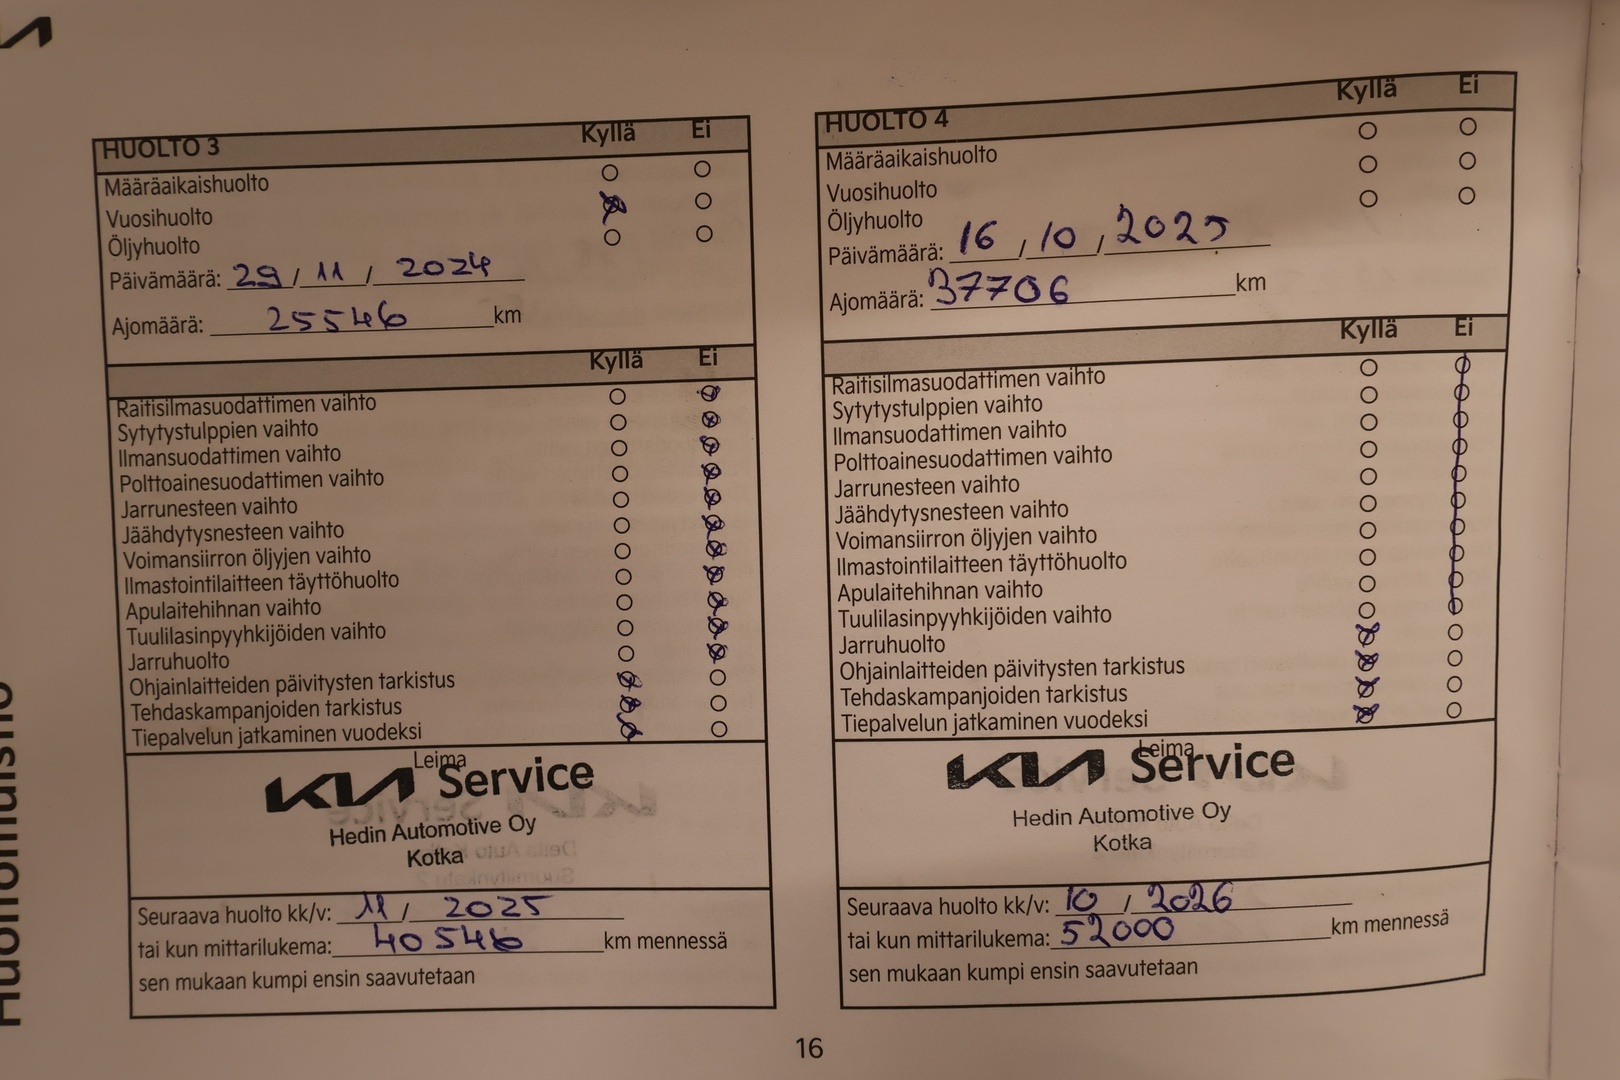 HUOLTO 3 Kyllä Ei
Määräaikaishuolto
Vuosihuolto
Öljyhuolto
Päivämäärä: 29 / 11 / 2024
Ajomäärä: 25546 km
Kyllä Ei
Raitisilmasuodattimen vaihto
Sytytystulppien vaihto
Ilmansuodattimen vaihto
Polttoainesuodattimen vaihto
Jarrunesteen vaihto
Jäähdytysnesteen vaihto
Voimansiirron öljyjen vaihto
Ilmastointilaitteen täyttöhuolto
Apulaitehihnan vaihto
Tuulilasinpyyhkijöiden vaihto
Jarruhuolto
Ohjainlaitteiden päivitysten tarkistus
Tehdaskampanjoiden tarkistus
Tiepalvelun jatkaminen vuodeksi
Leima
KIA Service
Hedin Automotive Oy
Kotka
Seuraava huolto kk/v: 11 / 2025
tai kun mittarilukema: 40546 km mennessä
sen mukaan kumpi ensin saavutetaan
HUOLTO 4 Kyllä Ei
Määräaikaishuolto
Vuosihuolto
Öljyhuolto
Päivämäärä: 16 / 10 / 2025
Ajomäärä: 37706 km
Kyllä Ei
Raitisilmasuodattimen vaihto
Sytytystulppien vaihto
Ilmansuodattimen vaihto
Polttoainesuodattimen vaihto
Jarrunesteen vaihto
Jäähdytysnesteen vaihto
Voimansiirron öljyjen vaihto
Ilmastointilaitteen täyttöhuolto
Apulaitehihnan vaihto
Tuulilasinpyyhkijöiden vaihto
Jarruhuolto
Ohjainlaitteiden päivitysten tarkistus
Tehdaskampanjoiden tarkistus
Tiepalvelun jatkaminen vuodeksi
Leima
KIA Service
Hedin Automotive Oy
Kotka
Seuraava huolto kk/v: 10 / 2026
tai kun mittarilukema: 52000 km mennessä
sen mukaan kumpi ensin saavutetaan
16